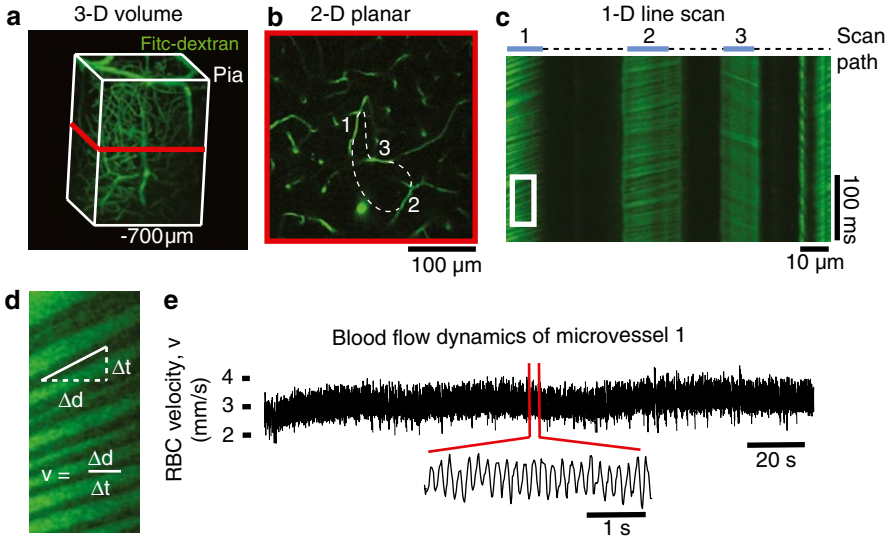 a
3-D volume
Fitc-dextran
Pia
-700µm
b
2-D planar
1
3
2
100 µm
c
1-D line scan
1 2 3
Scan
path
100 ms
10 µm
d
Δt
Δd
v = Δd
Δt
e
Blood flow dynamics of microvessel 1
RBC velocity, v
(mm/s)
4
3
2
20 s
1 s